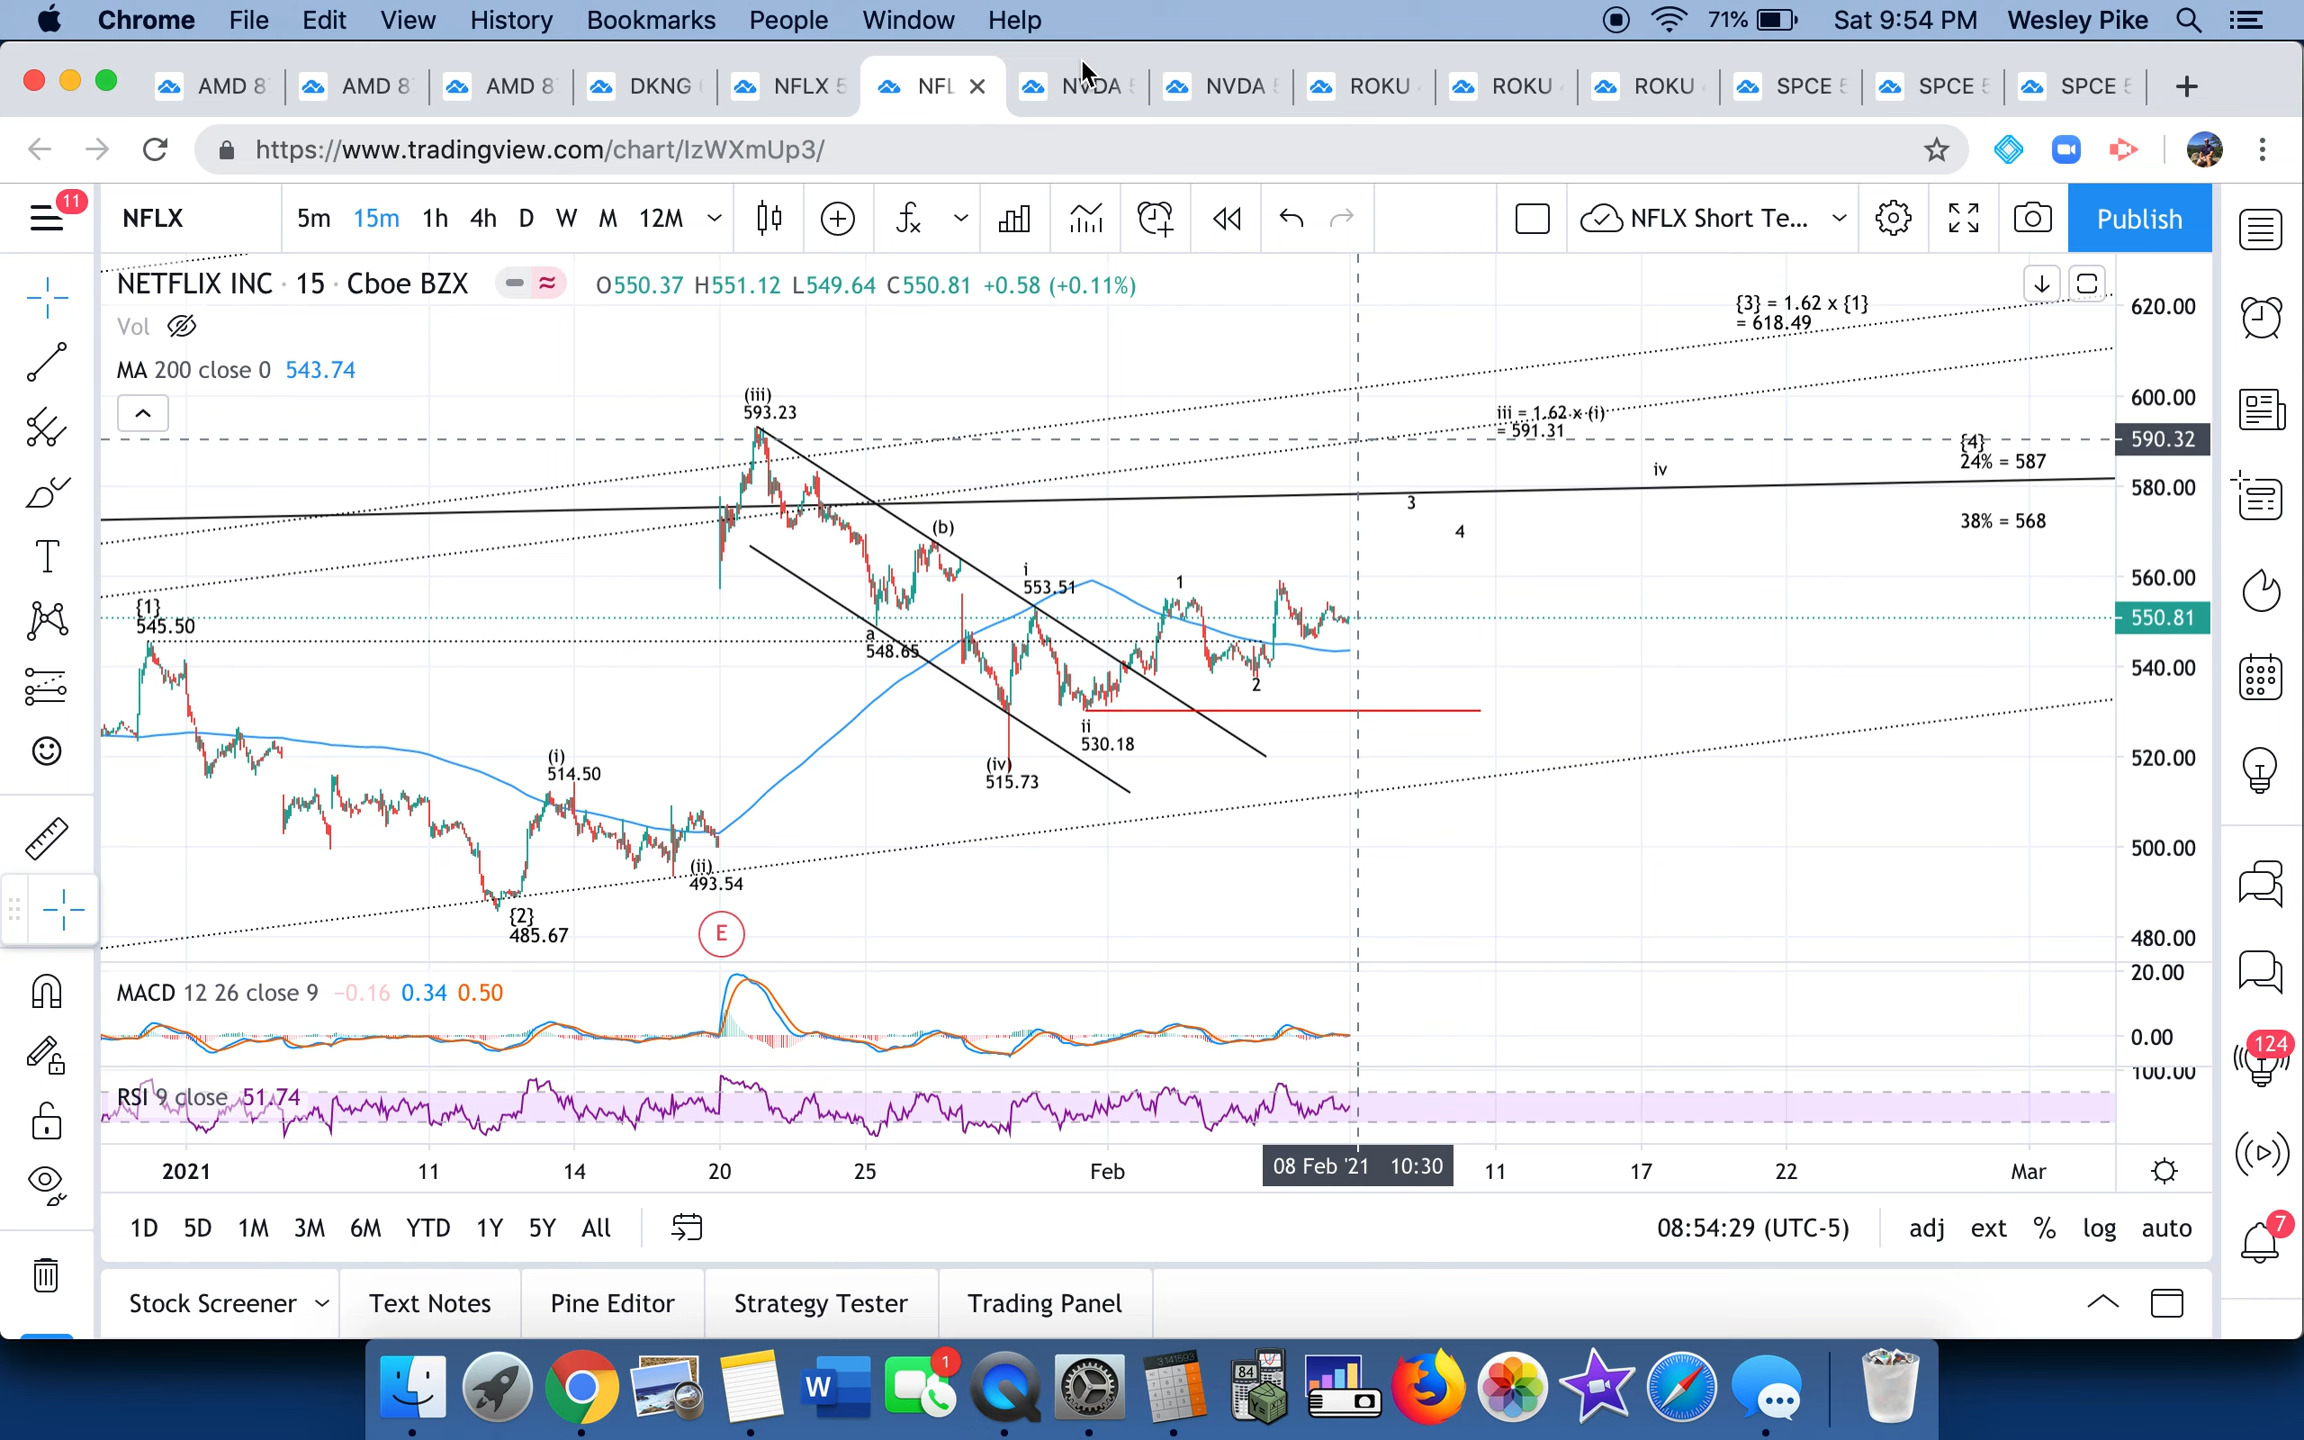 Chrome File Edit View History Bookmarks People Window Help 71% Sat 9:54 PM Wesley Pike
AMD 8 AMD 8 AMD 8 DKNG NFLX 5 NFL NVDA 5 NVDA 5 ROKU ROKU ROKU SPCE 5 SPCE 5 SPCE 5
https://www.tradingview.com/chart/IzWXmUp3/
11
NFLX 5m 15m 1h 4h D W M 12M NFLX Short Te... Publish
NETFLIX INC · 15 · Cboe BZX O550.37 H551.12 L549.64 C550.81 +0.58 (+0.11%)
Vol
MA 200 close 0 543.74
{3} = 1.62 x {1}
= 618.49
620.00
600.00
590.32
580.00
560.00
550.81
540.00
520.00
500.00
480.00
(iii)
593.23
iii = 1.62 x (i)
= 591.31
{4}
24% = 587
iv
3
4
38% = 568
(b)
i
553.51
1
{1}
545.50
a
548.65
2
ii
530.18
(i)
514.50
(iv)
515.73
(ii)
493.54
{2}
485.67
E
MACD 12 26 close 9 −0.16 0.34 0.50
20.00
0.00
RSI 9 close 51.74
100.00
2021 11 14 20 25 Feb 08 Feb '21 10:30 11 17 22 Mar
1D 5D 1M 3M 6M YTD 1Y 5Y All 08:54:29 (UTC-5) adj ext % log auto
Stock Screener Text Notes Pine Editor Strategy Tester Trading Panel
124
7
1
W
3.141593
84